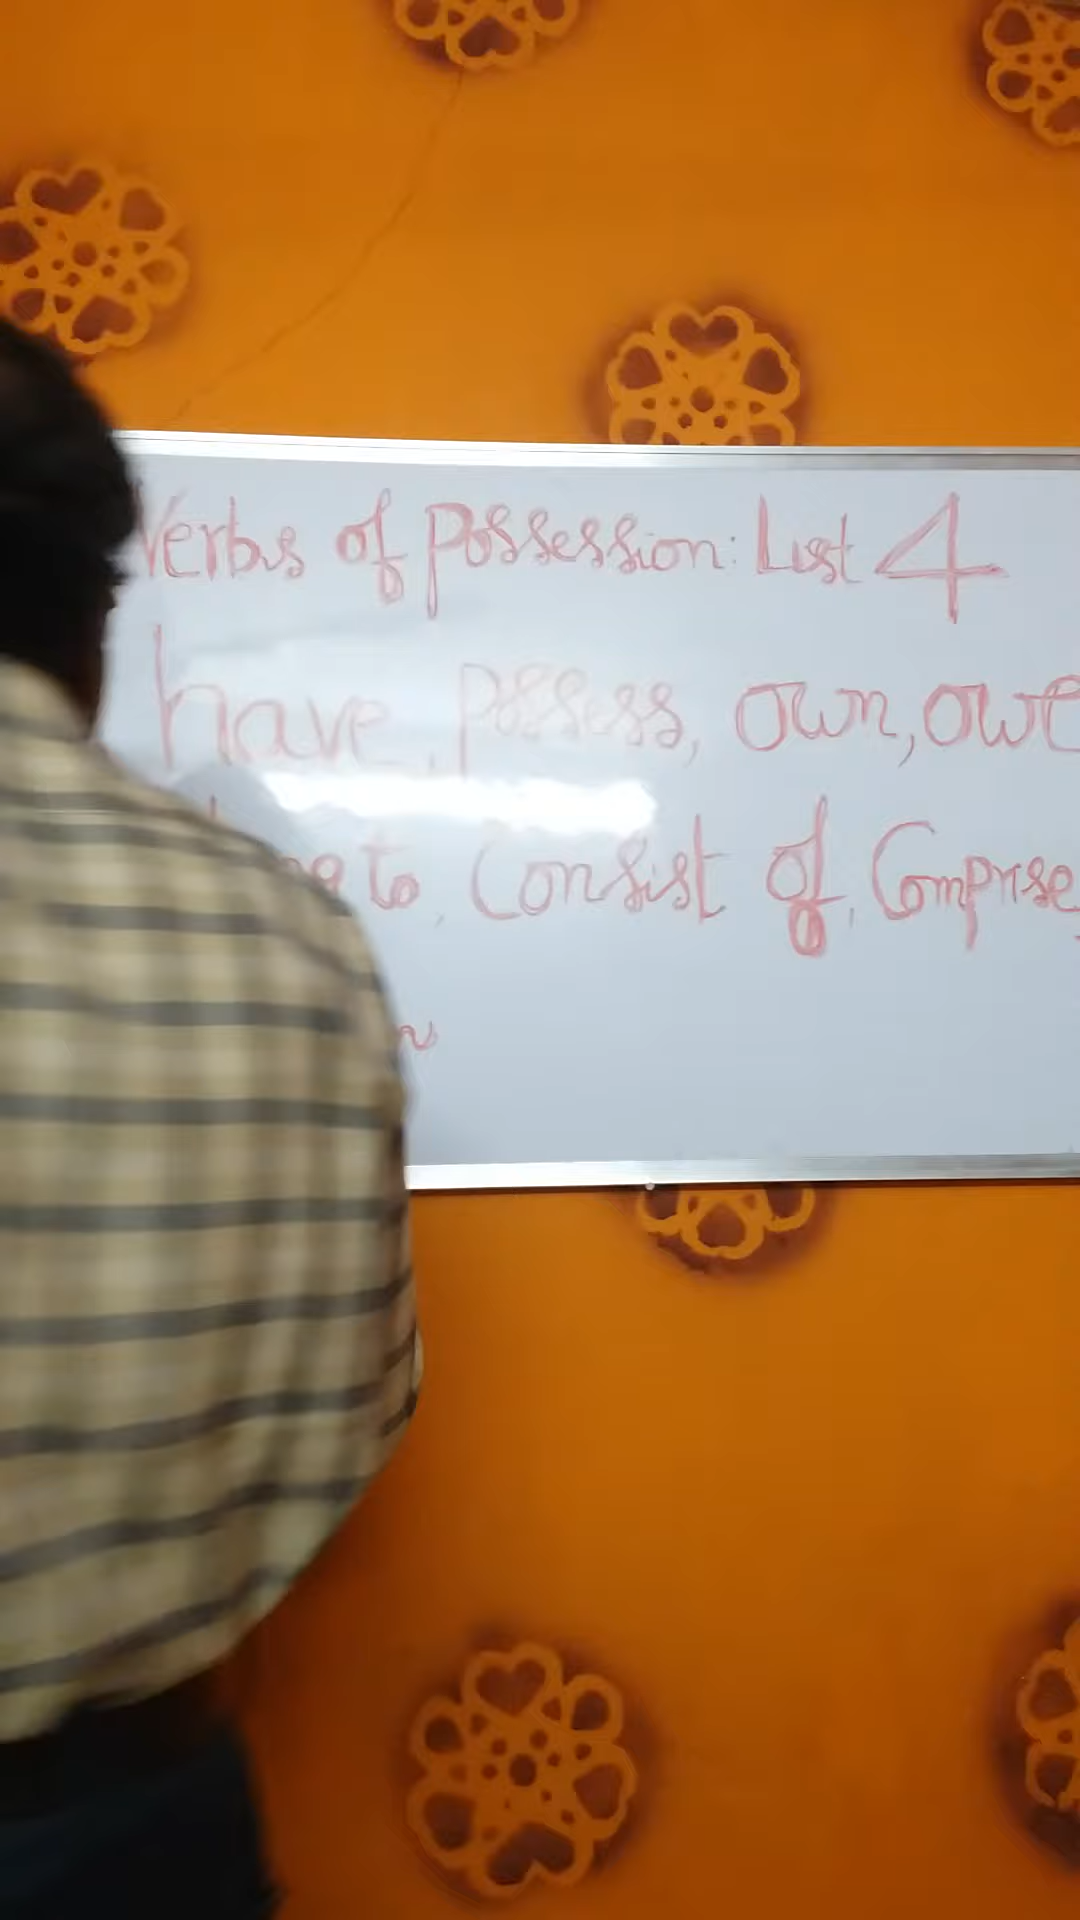 Verbs of Possession: List 4
have, possess, own, owe
to, Consist of, Comprise,